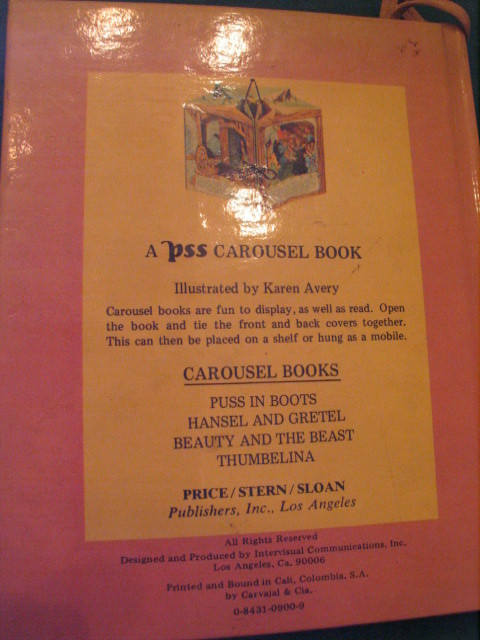 A PSS CAROUSEL BOOK
Illustrated by Karen Avery
Carousel books are fun to display, as well as read. Open
the book and tie the front and back covers together.
This can then be placed on a shelf or hung as a mobile.
CAROUSEL BOOKS
PUSS IN BOOTS
HANSEL AND GRETEL
BEAUTY AND THE BEAST
THUMBELINA
PRICE/STERN/SLOAN
Publishers, Inc., Los Angeles
All Rights Reserved
Designed and Produced by Intervisual Communications, Inc.
Los Angeles, Ca. 90006
Printed and Bound in Cali, Colombia, S.A.
by Carvajal & Cia.
0-8431-0900-9